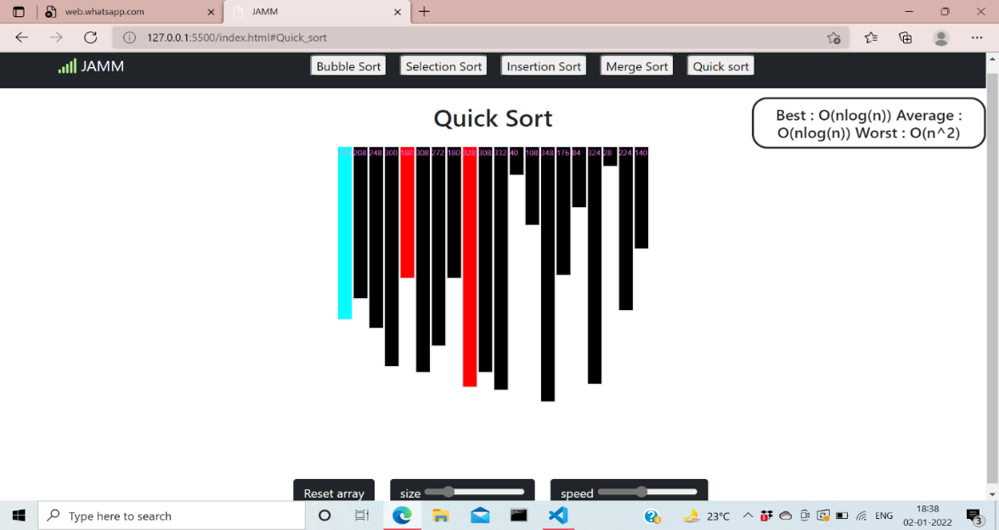 web.whatsapp.com
JAMM
127.0.0.1:5500/index.html#Quick_sort
JAMM
Bubble Sort
Selection Sort
Insertion Sort
Merge Sort
Quick sort
Quick Sort
Best : O(nlog(n)) Average :
O(nlog(n)) Worst : O(n^2)
208 248 300 180 308 272 180 328 308 332 40 108 348 176 84 324 28 224 140
Reset array
size
speed
Type here to search
23°C
ENG
18:38
02-01-2022
3